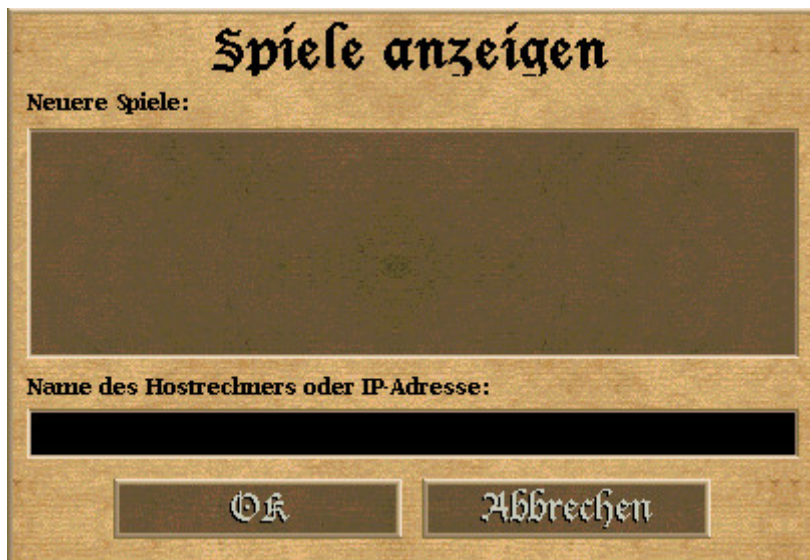 Spiele anzeigen
Neuere Spiele:
Name des Hostrechners oder IP-Adresse:
OK
Abbrechen